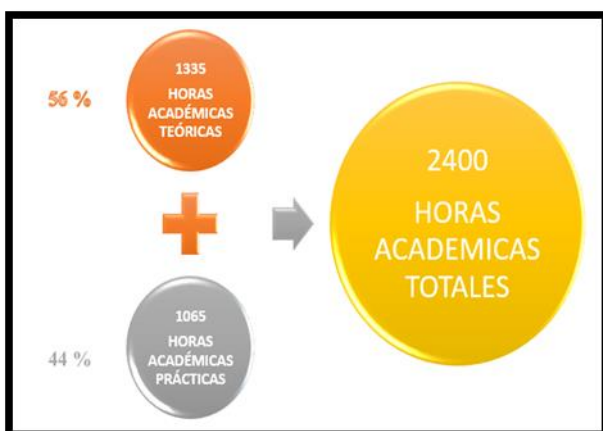 56 %
1335
HORAS
ACADÉMICAS
TEÓRICAS
44 %
1065
HORAS
ACADÉMICAS
PRÁCTICAS
2400
HORAS
ACADEMICAS
TOTALES